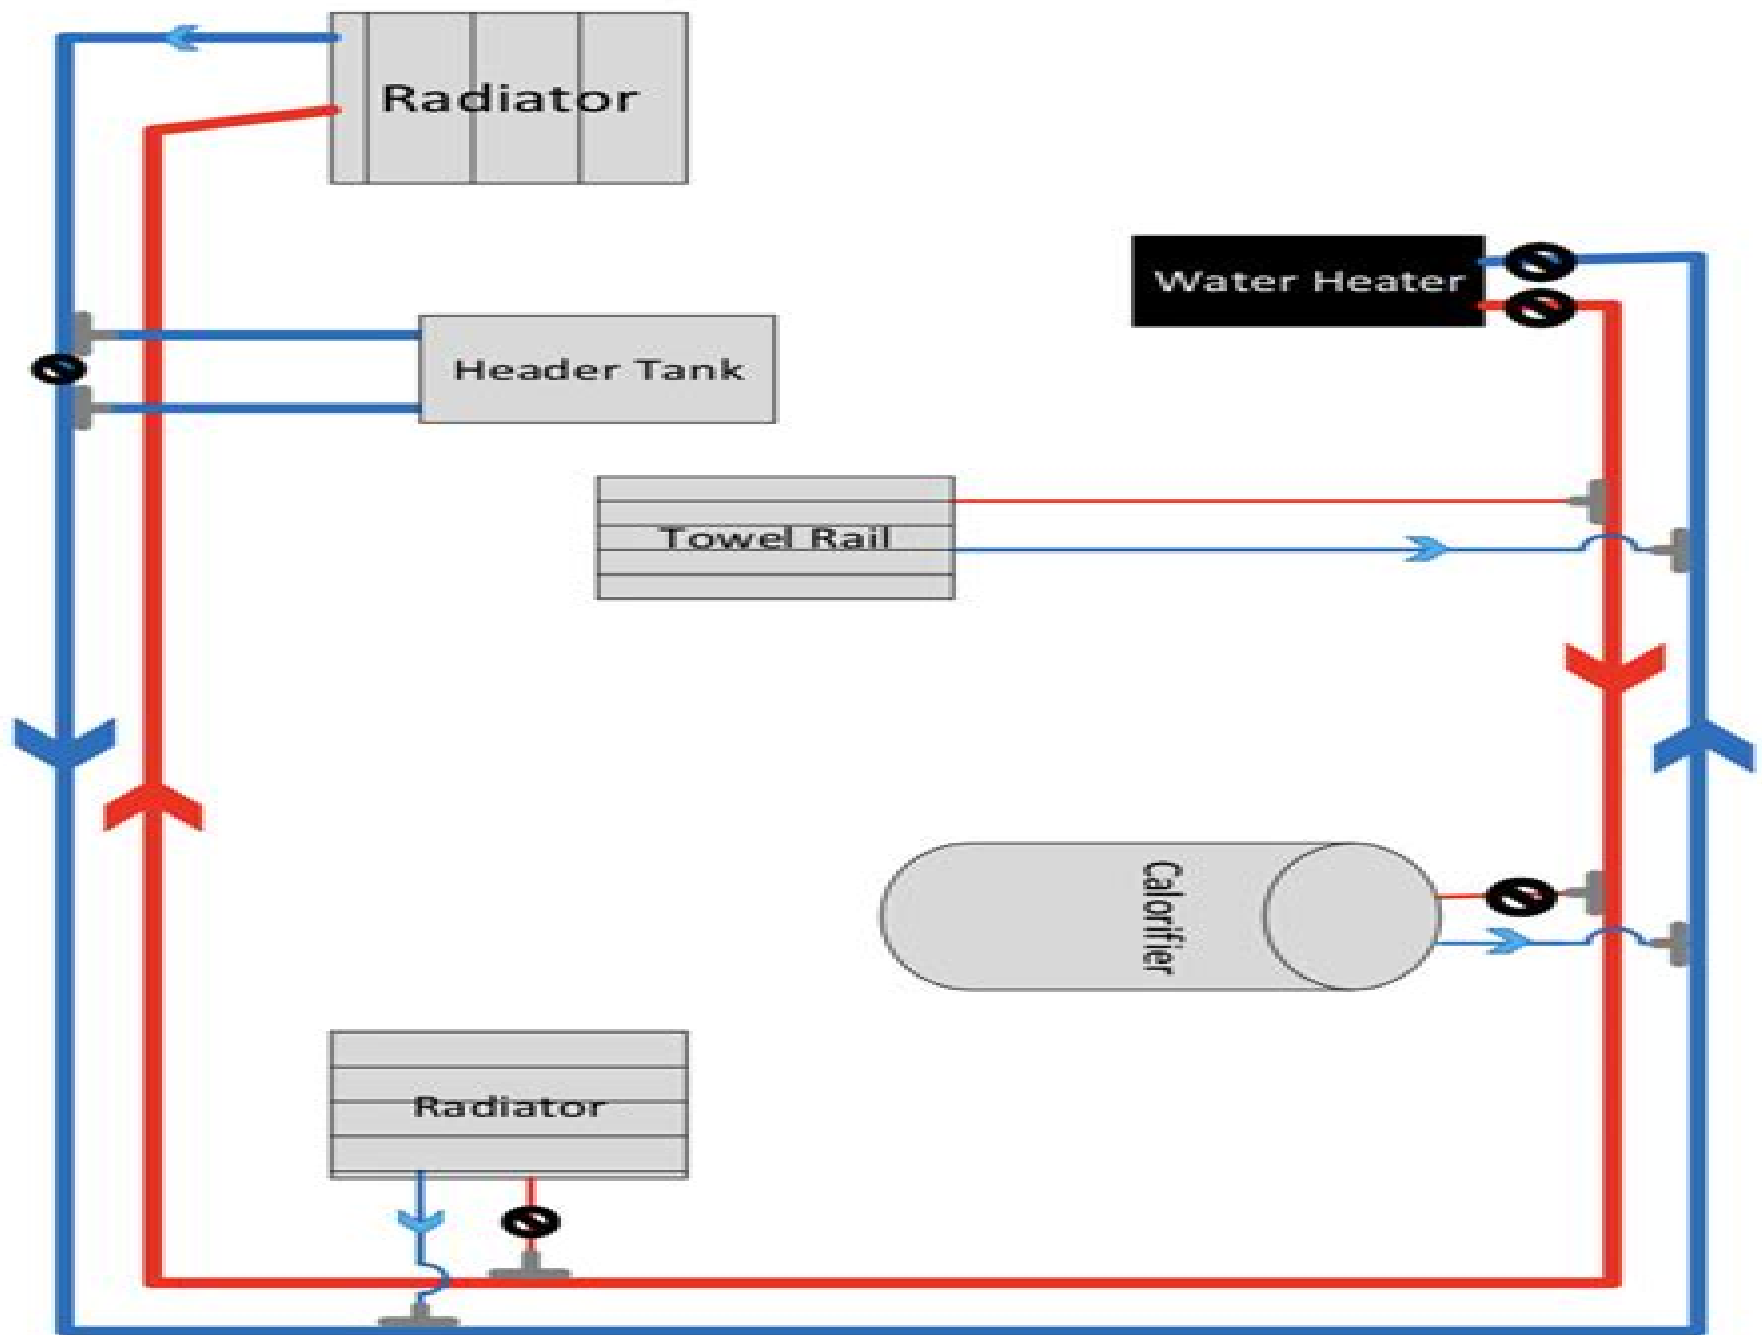 Radiator
Water Heater
Header Tank
Towel Rail
Calorifier
Radiator